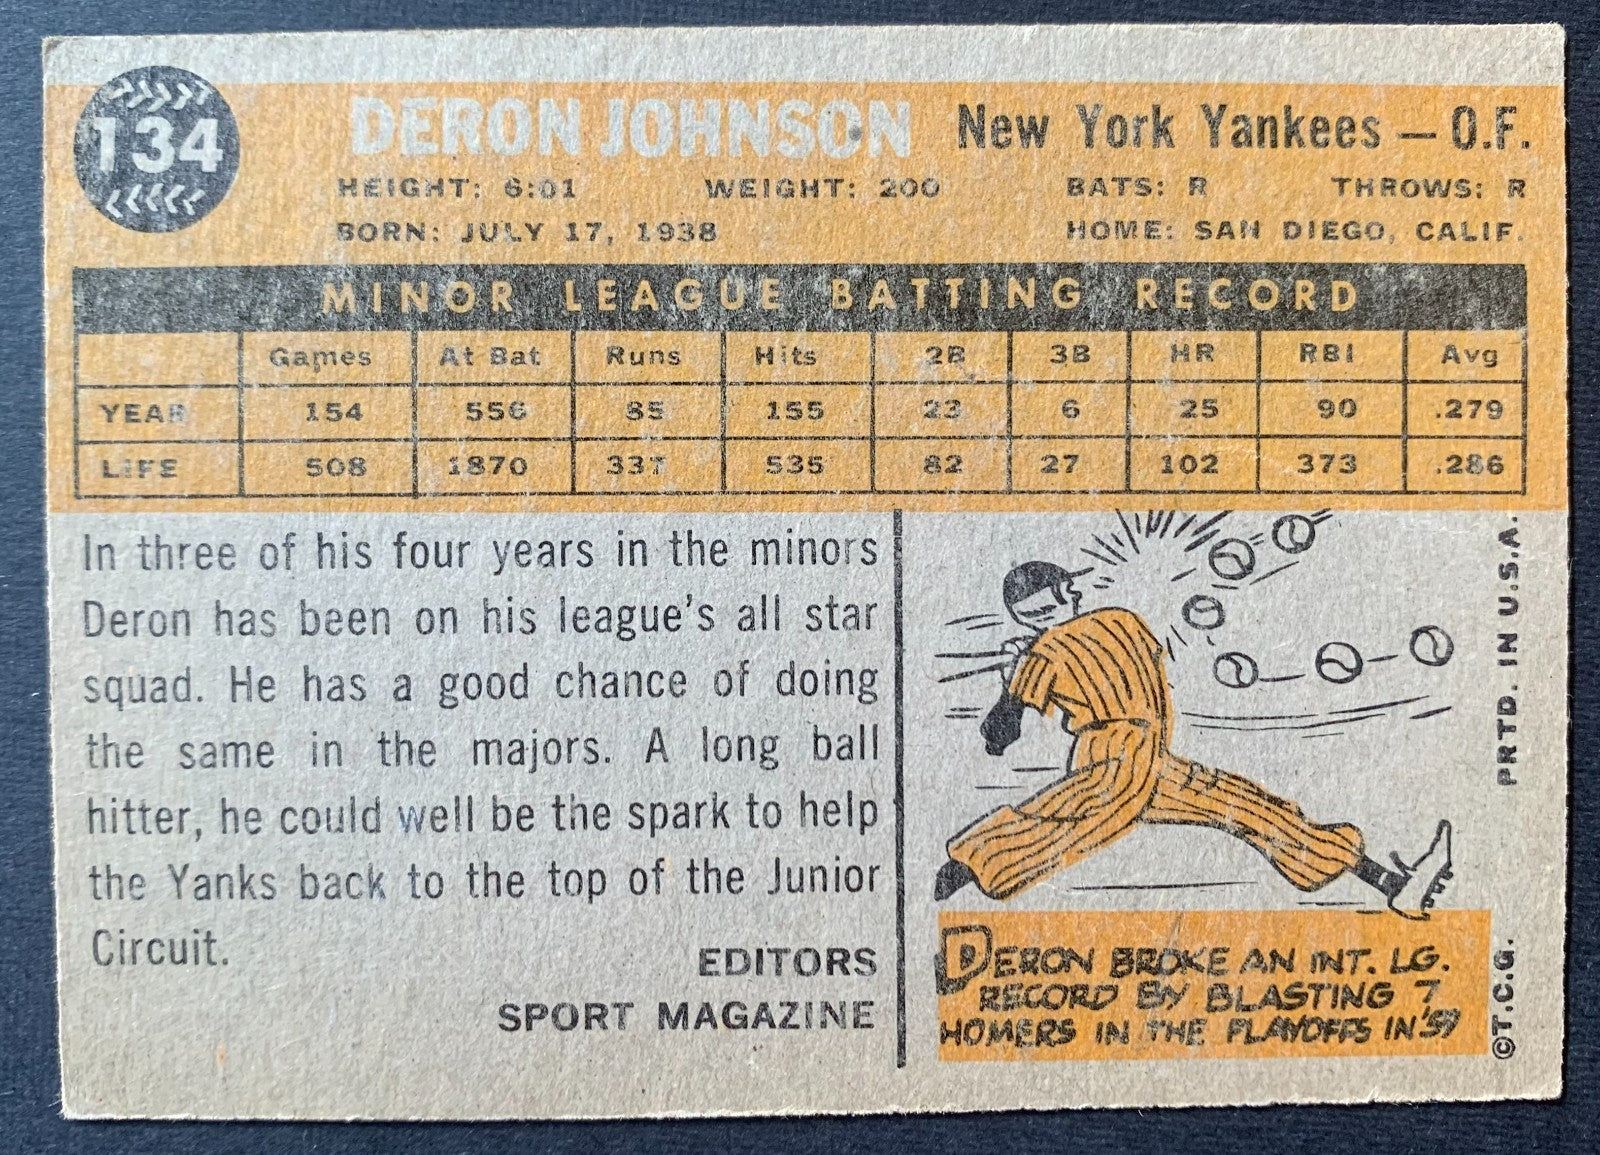 134
DERON JOHNSON New York Yankees — O.F.
HEIGHT: 6:01 WEIGHT: 200 BATS: R THROWS: R
BORN: JULY 17, 1938 HOME: SAN DIEGO, CALIF.
MINOR LEAGUE BATTING RECORD
Games At Bat Runs Hits 2B 3B HR RBI Avg
YEAR 154 556 85 155 23 6 25 90 .279
LIFE 508 1870 337 535 82 27 102 373 .286
In three of his four years in the minors
Deron has been on his league's all star
squad. He has a good chance of doing
the same in the majors. A long ball
hitter, he could well be the spark to help
the Yanks back to the top of the Junior
Circuit.
EDITORS
SPORT MAGAZINE
DERON BROKE AN INT. LG.
RECORD BY BLASTING 7
HOMERS IN THE PLAYOFFS IN '59
©T.C.G. PRTD. IN U.S.A.